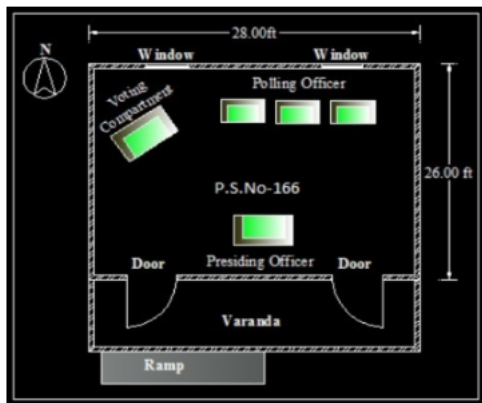 28.00ft
N
Window
Window
Voting
Compartment
Polling Officer
26.00 ft
P.S.No-166
Door
Presiding Officer
Door
Varanda
Ramp